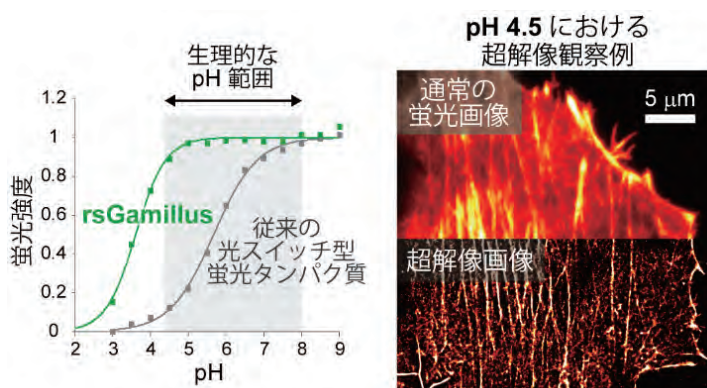 生理的な
pH 範囲
1.2
1
0.8
0.6
0.4
0.2
0
蛍光強度
rsGamillus
従来の
光スイッチ型
蛍光タンパク質
2 3 4 5 6 7 8 9
pH
pH 4.5 における
超解像観察例
通常の
蛍光画像
5 μm
超解像画像